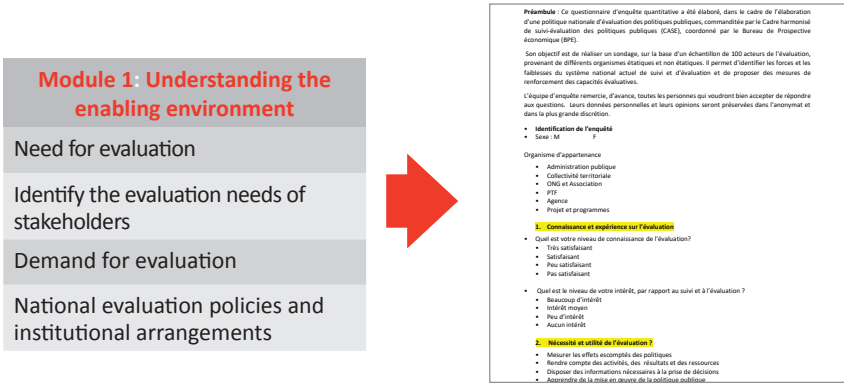 Module 1: Understanding the
enabling environment
Need for evaluation
Identify the evaluation needs of
stakeholders
Demand for evaluation
National evaluation policies and
institutional arrangements
Préambule : Ce questionnaire d'enquête quantitative a été élaboré, dans le cadre de l'élaboration
d'une politique nationale d'évaluation des politiques publiques, commanditée par le Cadre harmonisé
de suivi-évaluation des politiques publiques (CASE), coordonné par le Bureau de Prospective
économique (BPE).
Son objectif est de réaliser un sondage, sur la base d'un échantillon de 100 acteurs de l'évaluation,
provenant de différents organismes étatiques et non étatiques. Il permet d'identifier les forces et les
faiblesses du système national actuel de suivi et d'évaluation et de proposer des mesures de
renforcement des capacités évaluatives.
L'équipe d'enquête remercie, d'avance, toutes les personnes qui voudront bien accepter de répondre
aux questions. Leurs données personnelles et leurs opinions seront préservées dans l'anonymat et
dans la plus grande discrétion.
• Identification de l'enquêté
• Sexe : M F
Organisme d'appartenance
• Administration publique
• Collectivité territoriale
• ONG et Association
• PTF
• Agence
• Projet et programmes
1. Connaissance et expérience sur l'évaluation
• Quel est votre niveau de connaissance de l'évaluation?
• Très satisfaisant
• Satisfaisant
• Peu satisfaisant
• Pas satisfaisant
• Quel est le niveau de votre intérêt, par rapport au suivi et à l'évaluation ?
• Beaucoup d'intérêt
• Intérêt moyen
• Peu d'intérêt
• Aucun intérêt
2. Nécessité et utilité de l'évaluation ?
• Mesurer les effets escomptés des politiques
• Rendre compte des activités, des résultats et des ressources
• Disposer des informations nécessaires à la prise de décisions
• Apprendre de la mise en œuvre de la politique publique